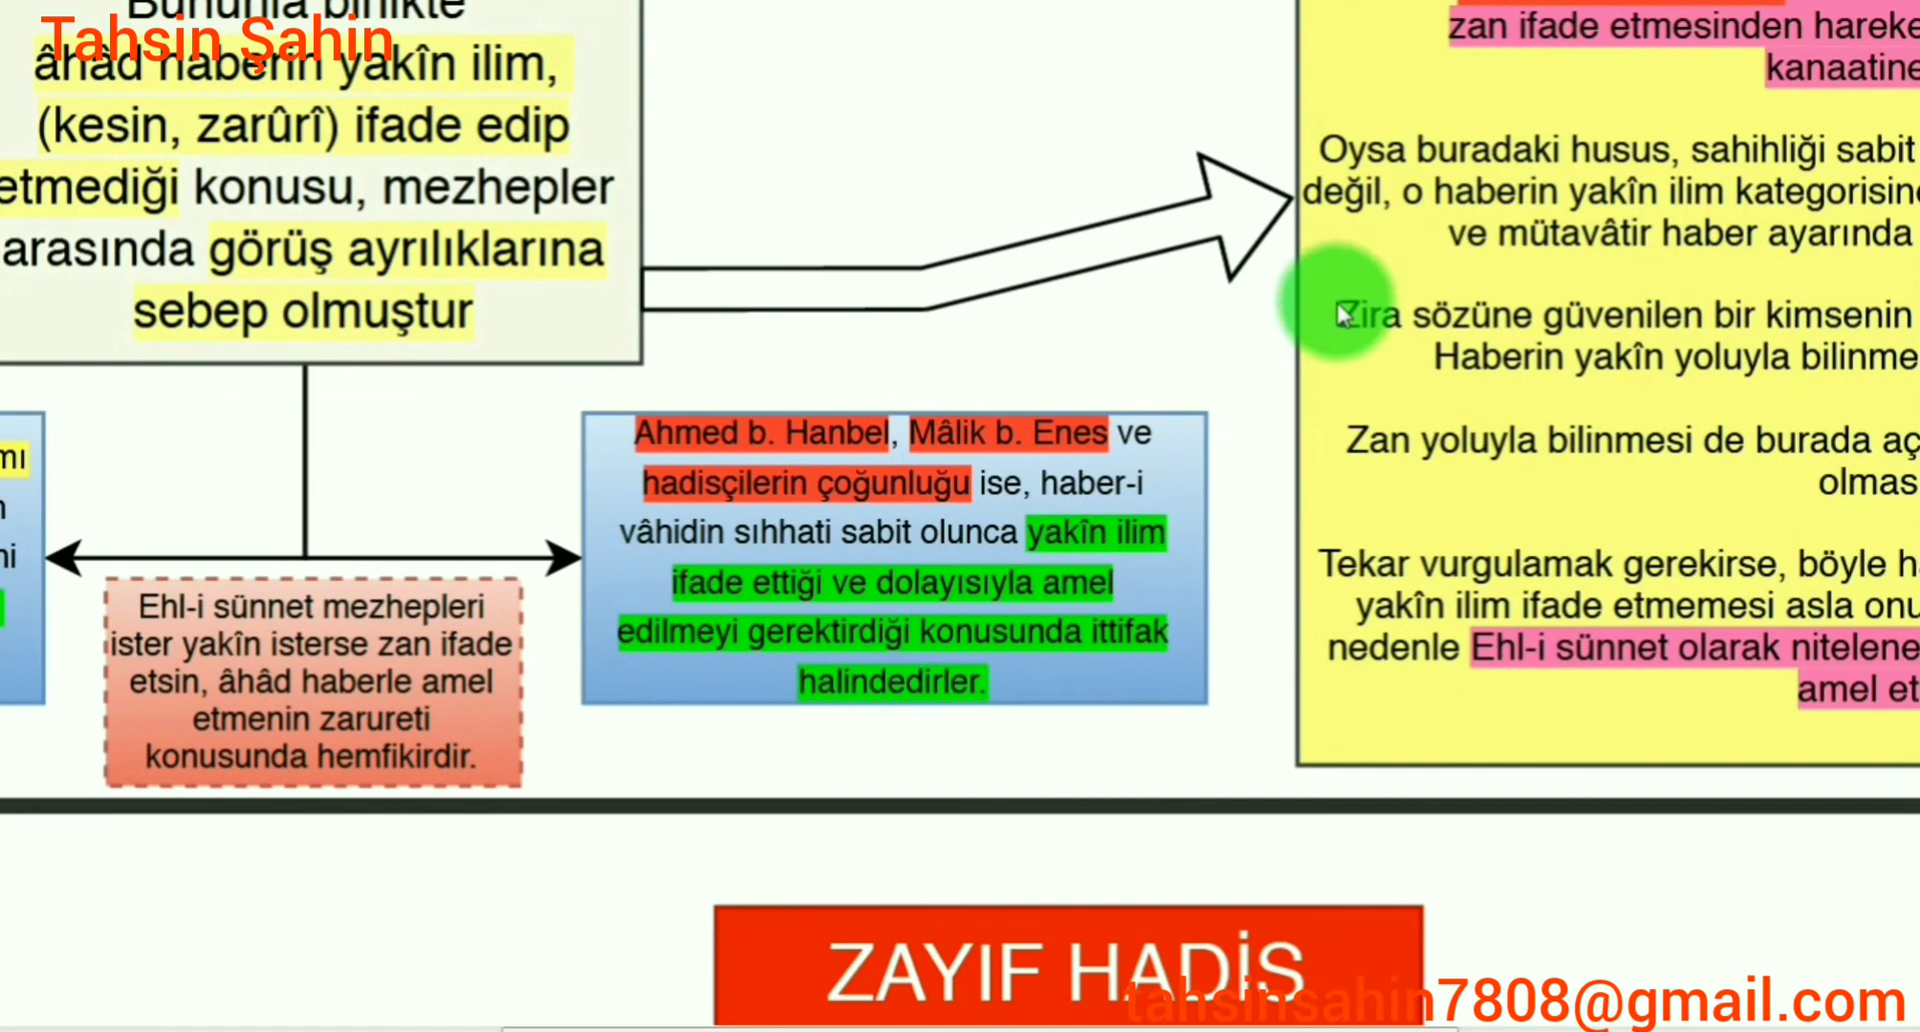 Bununla birlikte
Tahsin Şahin
âhâd haberin yakîn ilim,
(kesin, zarûrî) ifade edip
etmediği konusu, mezhepler
arasında görüş ayrılıklarına
sebep olmuştur
zan ifade etmesinden hareke
kanaatine
Oysa buradaki husus, sahihliği sabit
değil, o haberin yakîn ilim
ve mütavâtir haber ayarında
Zira sözüne güvenilen bir kimsenin
Haberin yakîn yoluyla bilinme
Zan yoluyla bilinmesi de burada aç
olmas
Tekar vurgulamak gerekirse, böyle
yakîn ilim ifade etmemesi asla onu
nedenle Ehl-i sünnet olarak nitelene
amel et
mı
Ahmed b. Hanbel, Mâlik b. Enes ve
hadisçilerin çoğunluğu ise, haber-i
vâhidin sıhhati sabit olunca yakîn ilim
ifade ettiği ve dolayısıyla amel
edilmeyi gerektirdiği konusunda ittifak
halindedirler.
Ehl-i sünnet mezhepleri
ister yakîn isterse zan ifade
etsin, âhâd haberle amel
etmenin zarureti
konusunda hemfikirdir.
ZAYIF HADİS
tahsinsahin7808@gmail.com